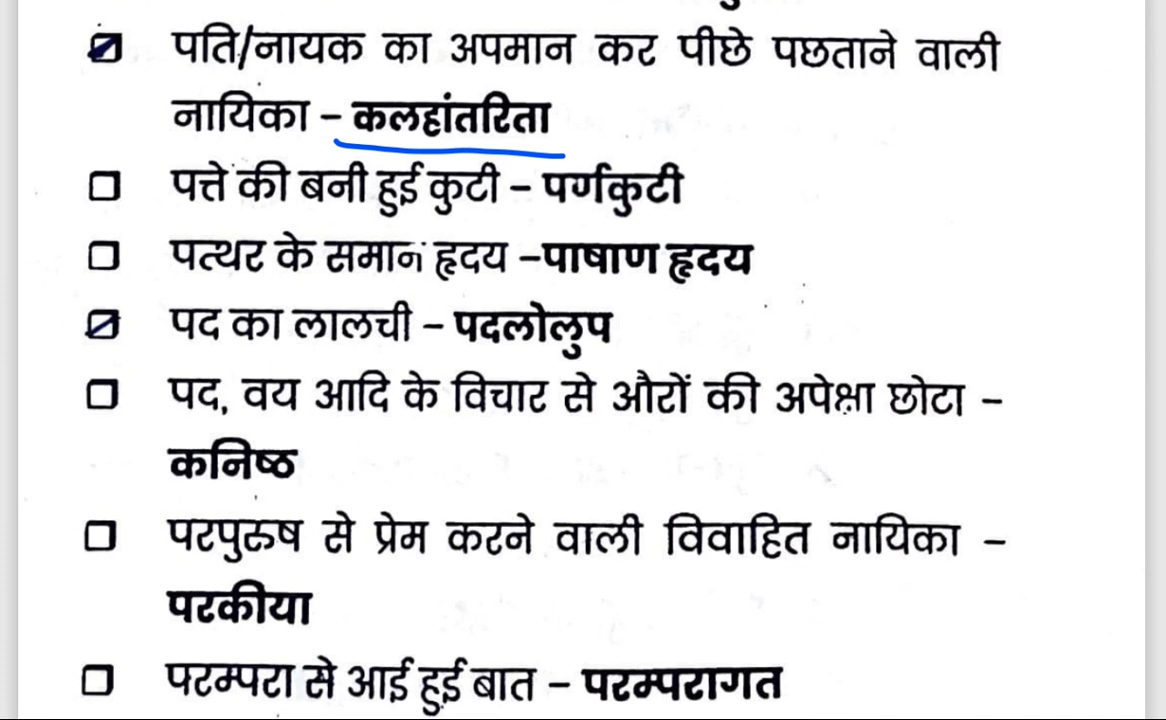 पति/नायक का अपमान कर पीछे पछताने वाली
नायिका – कलहांतरिता
पत्ते की बनी हुई कुटी – पर्णकुटी
पत्थर के समान हृदय –पाषाण हृदय
पद का लालची – पदलोलुप
पद, वय आदि के विचार से औरों की अपेक्षा छोटा –
कनिष्ठ
परपुरुष से प्रेम करने वाली विवाहित नायिका –
परकीया
परम्परा से आई हुई बात – परम्परागत